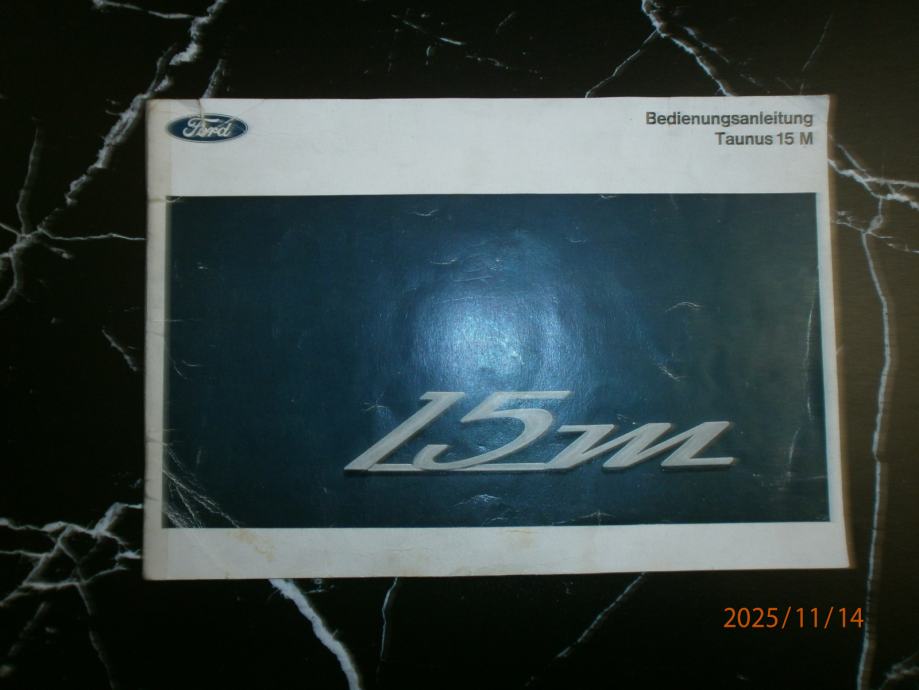 Ford
Bedienungsanleitung
Taunus 15 M
15m
2025/11/14